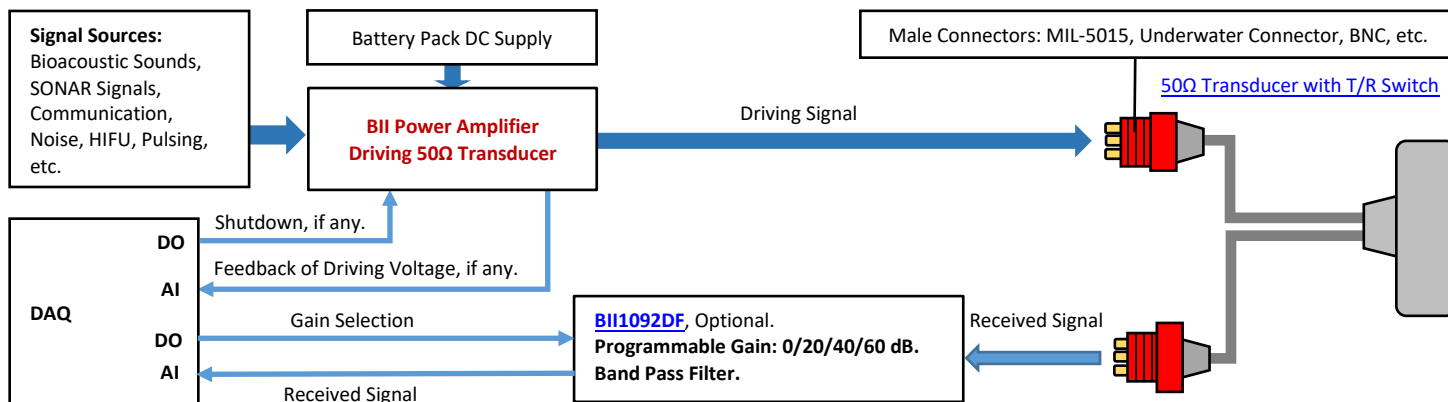 Signal Sources:
Bioacoustic Sounds,
SONAR Signals,
Communication,
Noise, HIFU, Pulsing,
etc.
Battery Pack DC Supply
BII Power Amplifier
Driving 50Ω Transducer
Driving Signal
Male Connectors: MIL-5015, Underwater Connector, BNC, etc.
50Ω Transducer with T/R Switch
DAQ
DO
AI
DO
AI
Shutdown, if any.
Feedback of Driving Voltage, if any.
Gain Selection
Received Signal
BII1092DF, Optional.
Programmable Gain: 0/20/40/60 dB.
Band Pass Filter.
Received Signal